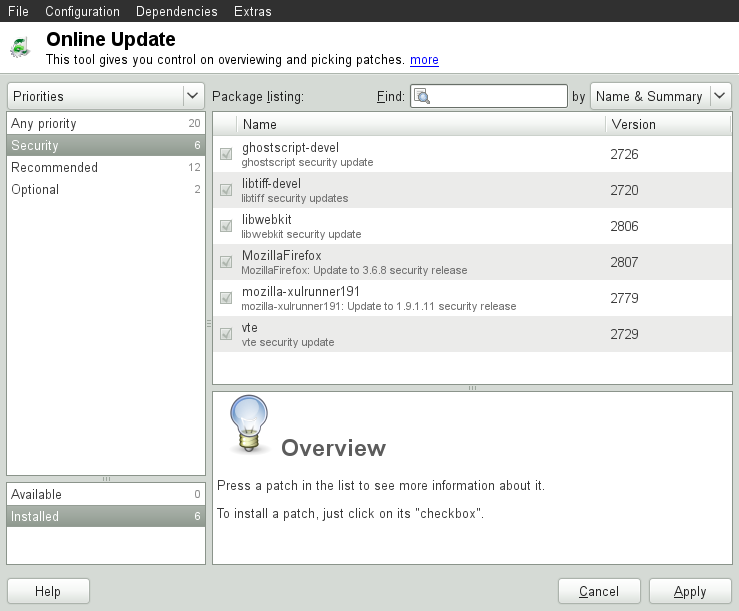 File Configuration Dependencies Extras
Online Update
This tool gives you control on overviewing and picking patches. more
Priorities
Any priority 20
Security 6
Recommended 12
Optional 2
Available 0
Installed 6
Package listing: Find: by Name & Summary
Name Version
ghostscript-devel 2726
ghostscript security update
libtiff-devel 2720
libtiff security updates
libwebkit 2806
libwebkit security update
MozillaFirefox 2807
MozillaFirefox: Update to 3.6.8 security release
mozilla-xulrunner191 2779
mozilla-xulrunner191: Update to 1.9.1.11 security release
vte 2729
vte security update
Overview
Press a patch in the list to see more information about it.
To install a patch, just click on its "checkbox".
Help Cancel Apply